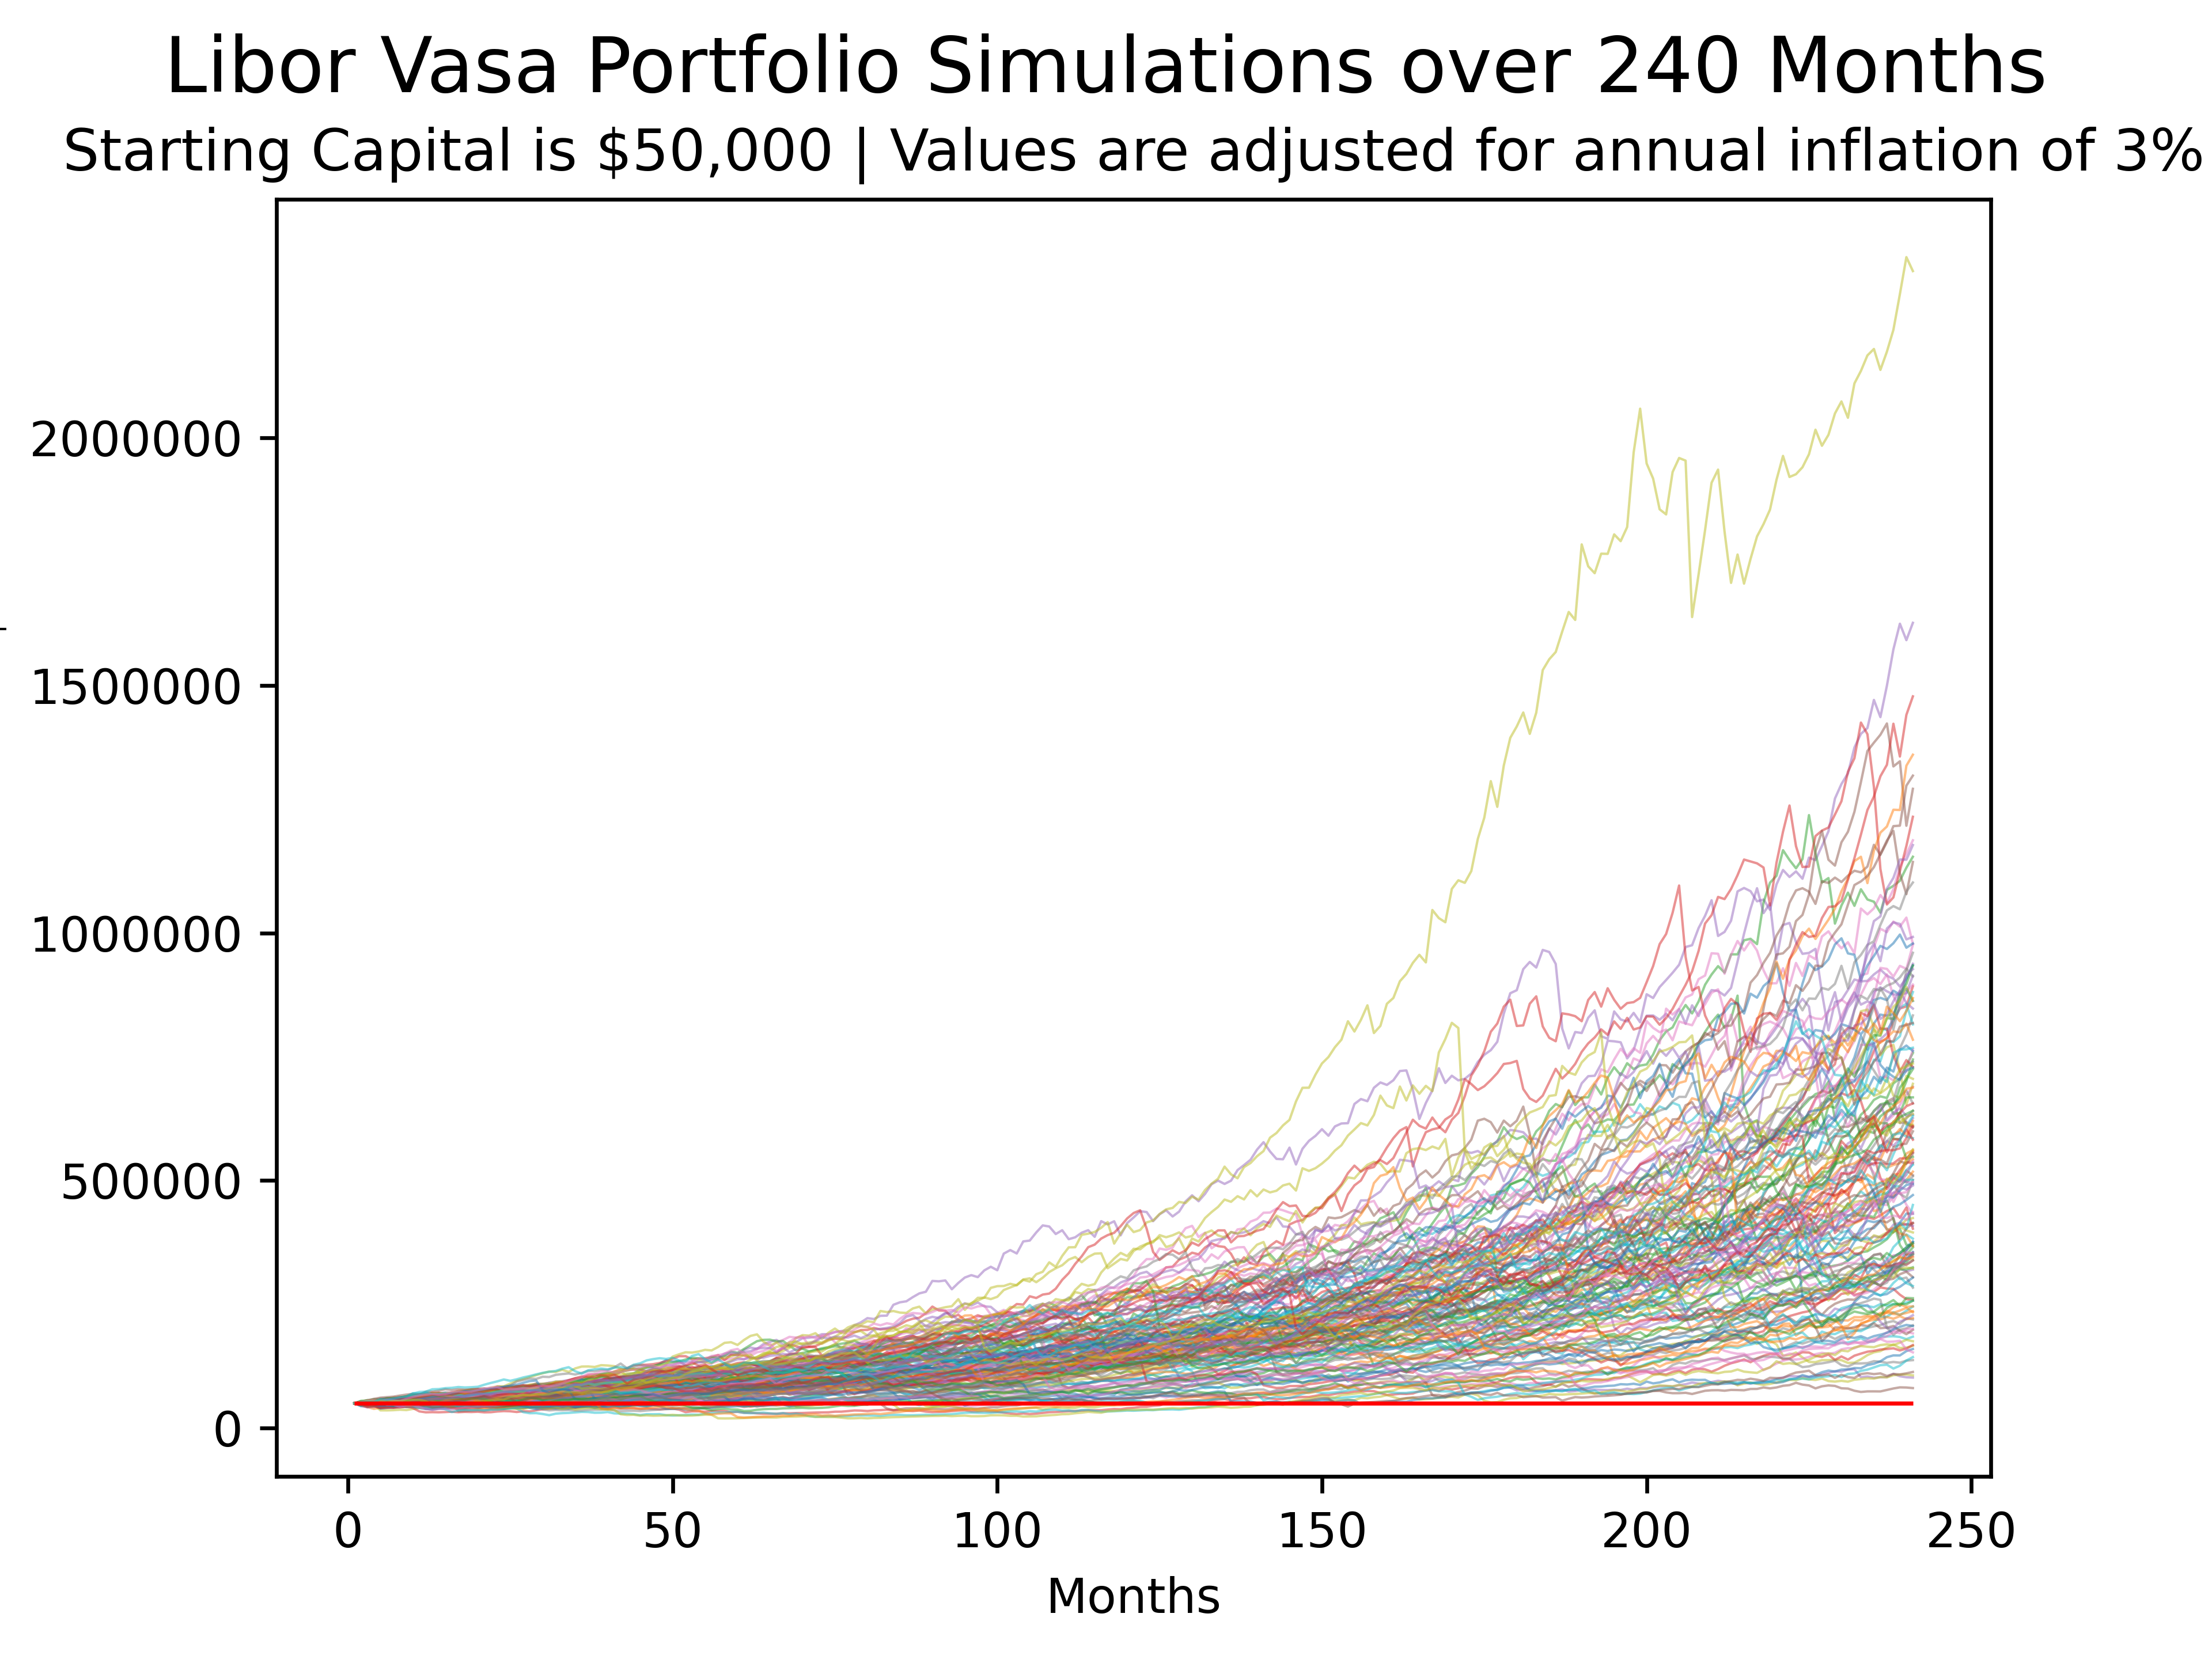 Libor Vasa Portfolio Simulations over 240 Months
Starting Capital is $50,000 | Values are adjusted for annual inflation of 3%
2000000
1500000
1000000
500000
0
0 50 100 150 200 250
Months